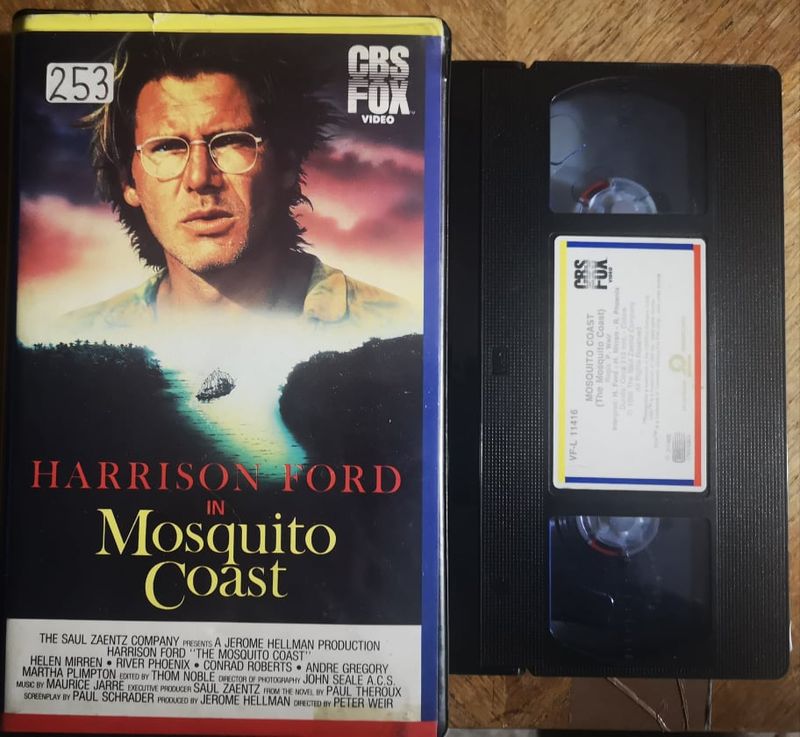 253
CBS
FOX
VIDEO
HARRISON FORD
IN
Mosquito
Coast
THE SAUL ZAENTZ COMPANY PRESENTS A JEROME HELLMAN PRODUCTION
HARRISON FORD "THE MOSQUITO COAST"
HELEN MIRREN • RIVER PHOENIX • CONRAD ROBERTS • ANDRE GREGORY
MARTHA PLIMPTON EDITED BY THOM NOBLE DIRECTOR OF PHOTOGRAPHY JOHN SEALE A.C.S.
MUSIC BY MAURICE JARRE EXECUTIVE PRODUCER SAUL ZAENTZ FROM THE NOVEL BY PAUL THEROUX
SCREENPLAY BY PAUL SCHRADER PRODUCED BY JEROME HELLMAN DIRECTED BY PETER WEIR
CBS
FOX
VIDEO
MOSQUITO COAST
(The Mosquito Coast)
VF-L 11416